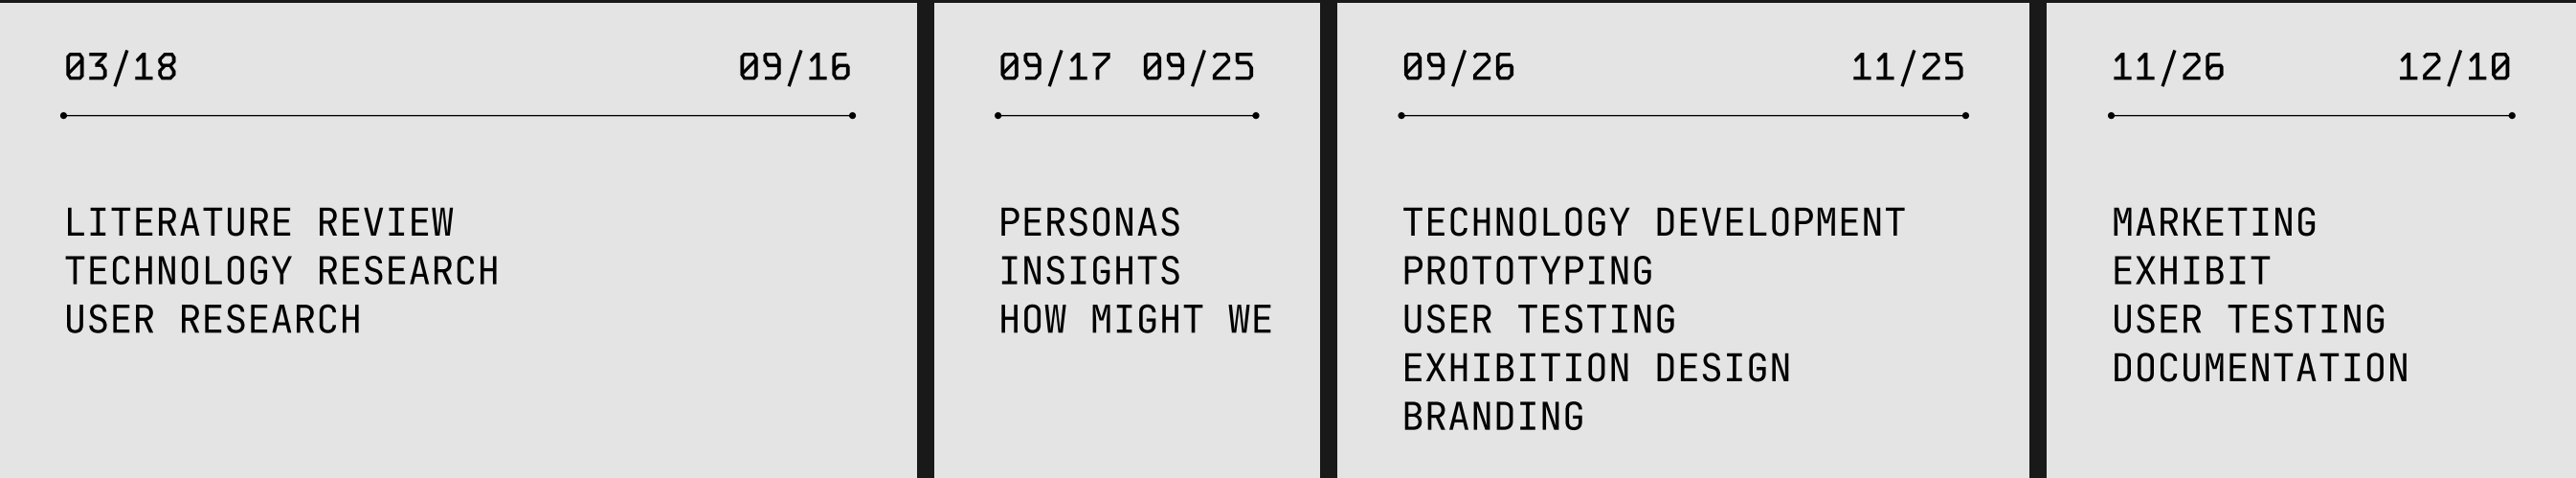 03/18 09/16
LITERATURE REVIEW
TECHNOLOGY RESEARCH
USER RESEARCH
09/17 09/25
PERSONAS
INSIGHTS
HOW MIGHT WE
09/26 11/25
TECHNOLOGY DEVELOPMENT
PROTOTYPING
USER TESTING
EXHIBITION DESIGN
BRANDING
11/26 12/10
MARKETING
EXHIBIT
USER TESTING
DOCUMENTATION